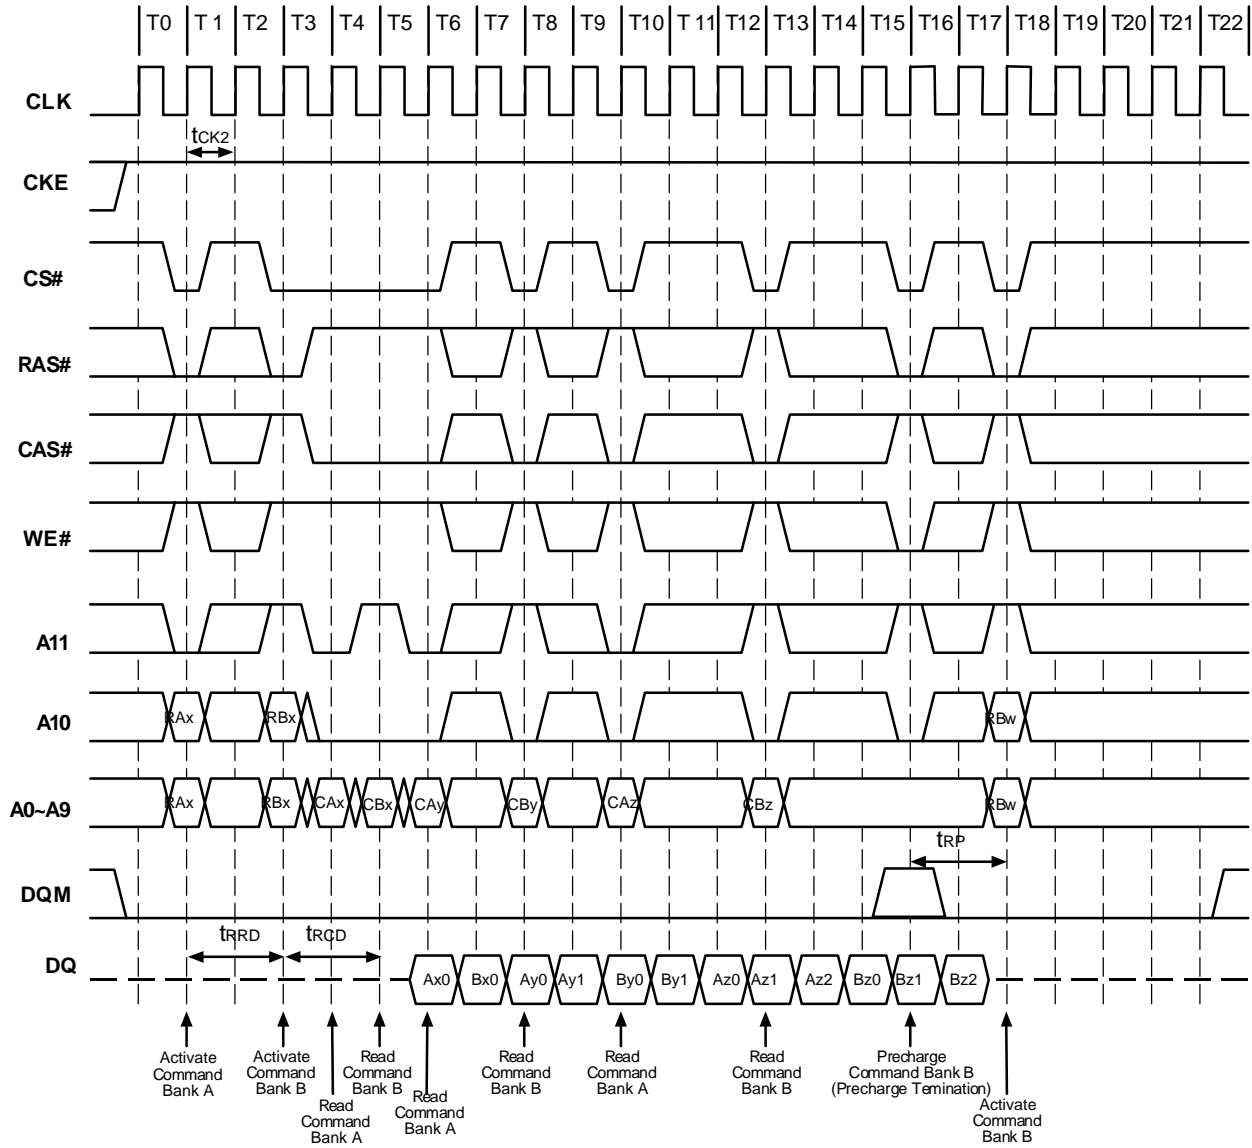 T0 T 1 T2 T3 T4 T5 T6 T7 T8 T9 T10 T 11 T12 T13 T14 T15 T16 T17 T18 T19 T20 T21 T22
CLK
tCK2
CKE
CS#
RAS#
CAS#
WE#
A11
A10
RAx RBx RBw
A0~A9
RAx RBx CAx CBx CAy CBy CAz CBz RBw
tRP
DQM
tRRD tRCD
DQ
Ax0 Bx0 Ay0 Ay1 By0 By1 Az0 Az1 Az2 Bz0 Bz1 Bz2
Activate
Command
Bank A
Activate
Command
Bank B
Read
Command
Bank A
Read
Command
Bank B
Read
Command
Bank A
Read
Command
Bank B
Read
Command
Bank A
Read
Command
Bank B
Precharge
Command Bank B
(Precharge Temination)
Activate
Command
Bank B